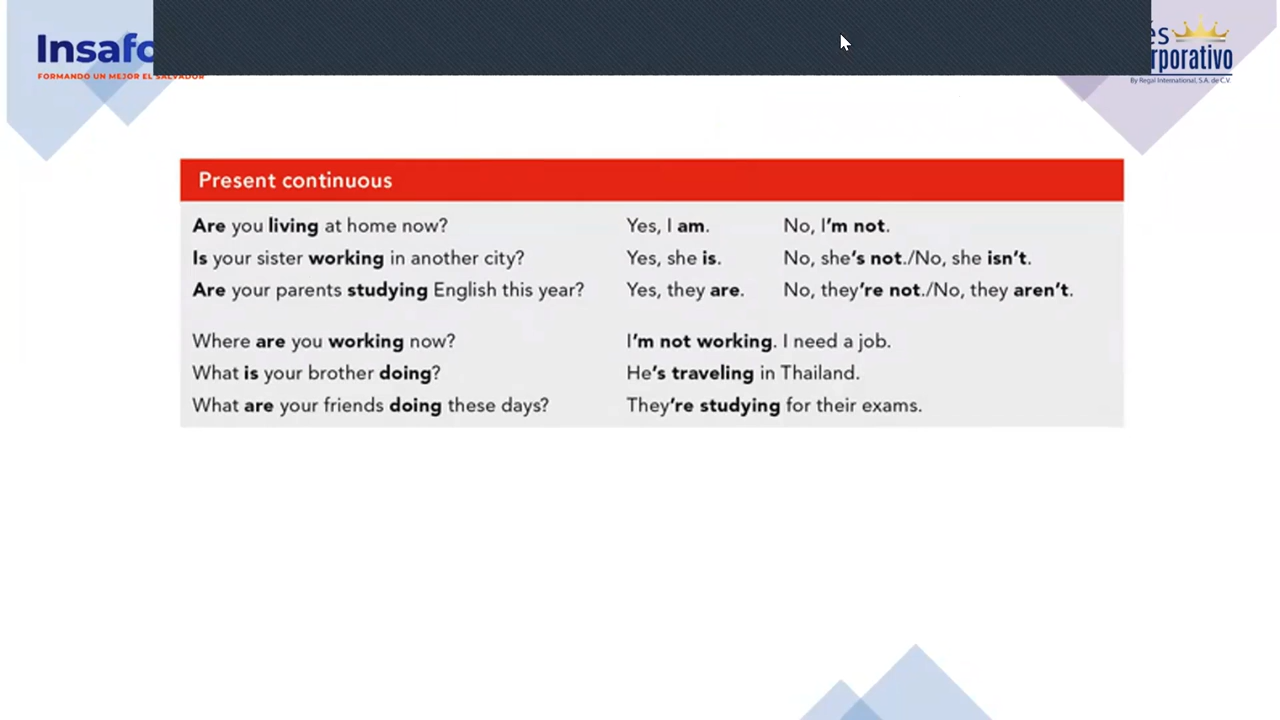 Insafo
FORMANDO UN MEJOR EL SALVADOR
és
rporativo
By Regal International, S.A. de C.V
Present continuous
Are you living at home now? Yes, I am. No, I'm not.
Is your sister working in another city? Yes, she is. No, she's not./No, she isn't.
Are your parents studying English this year? Yes, they are. No, they're not./No, they aren't.
Where are you working now? I'm not working. I need a job.
What is your brother doing? He's traveling in Thailand.
What are your friends doing these days? They're studying for their exams.